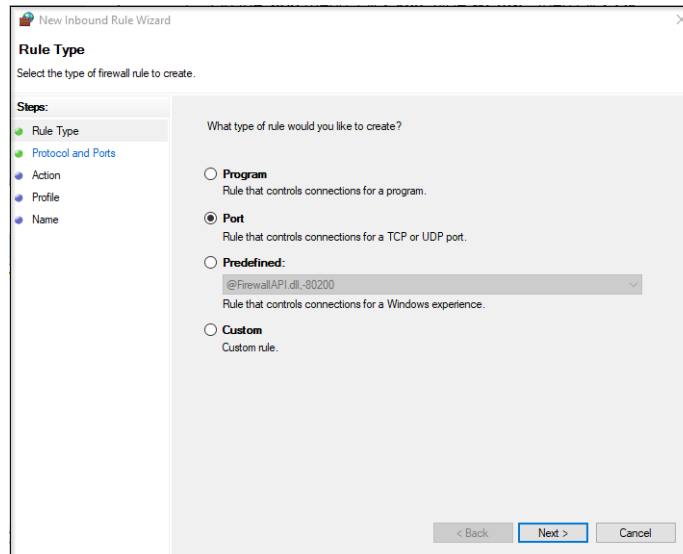 New Inbound Rule Wizard
Rule Type
Select the type of firewall rule to create.
Steps:
Rule Type
Protocol and Ports
Action
Profile
Name
What type of rule would you like to create?
Program
Rule that controls connections for a program.
Port
Rule that controls connections for a TCP or UDP port.
Predefined:
@FirewallAPI.dll,-80200
Rule that controls connections for a Windows experience.
Custom
Custom rule.
< Back
Next >
Cancel